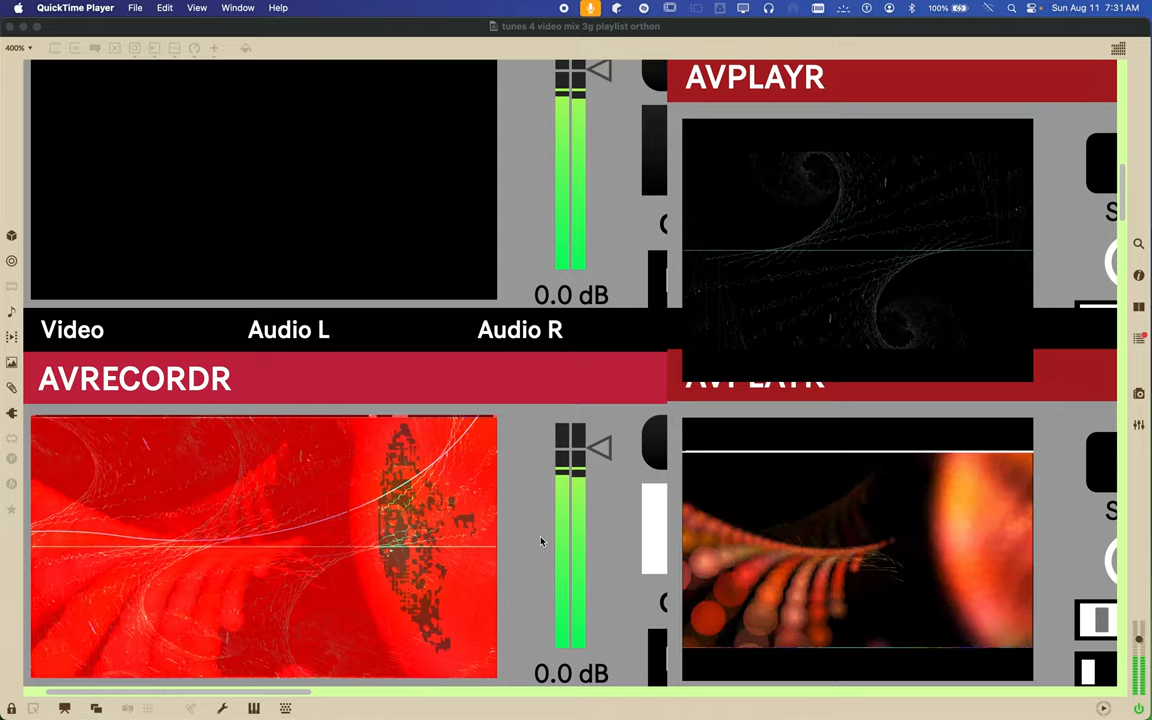 QuickTime Player File Edit View Window Help 100% Sun Aug 11 7:31 AM
tunes 4 video mix 3g playlist orthon
400%
AVPLAYR
0.0 dB
Video Audio L Audio R
AVRECORDR
AVPLAYR
0.0 dB